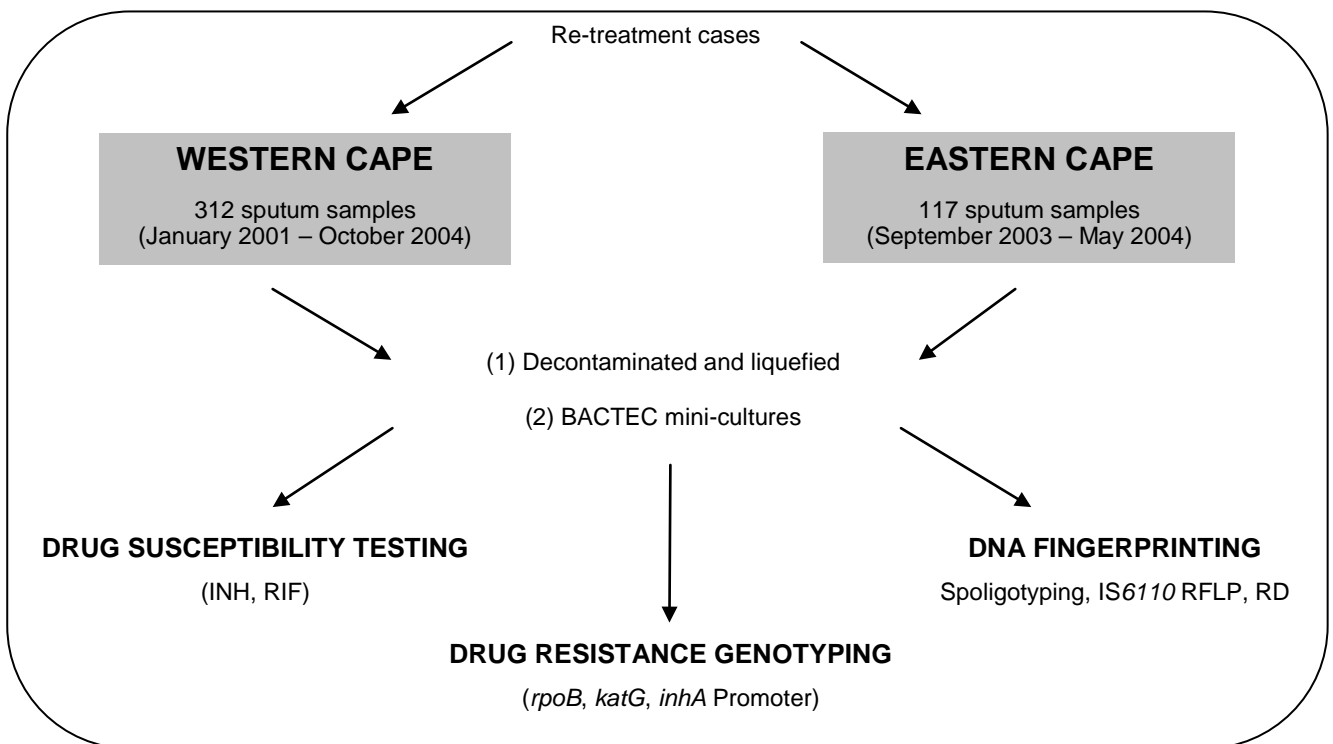 Re-treatment cases
WESTERN CAPE
312 sputum samples
(January 2001 – October 2004)
EASTERN CAPE
117 sputum samples
(September 2003 – May 2004)
(1) Decontaminated and liquefied
(2) BACTEC mini-cultures
DRUG SUSCEPTIBILITY TESTING
(INH, RIF)
DNA FINGERPRINTING
Spoligotyping, IS6110 RFLP, RD
DRUG RESISTANCE GENOTYPING
(rpoB, katG, inhA Promoter)